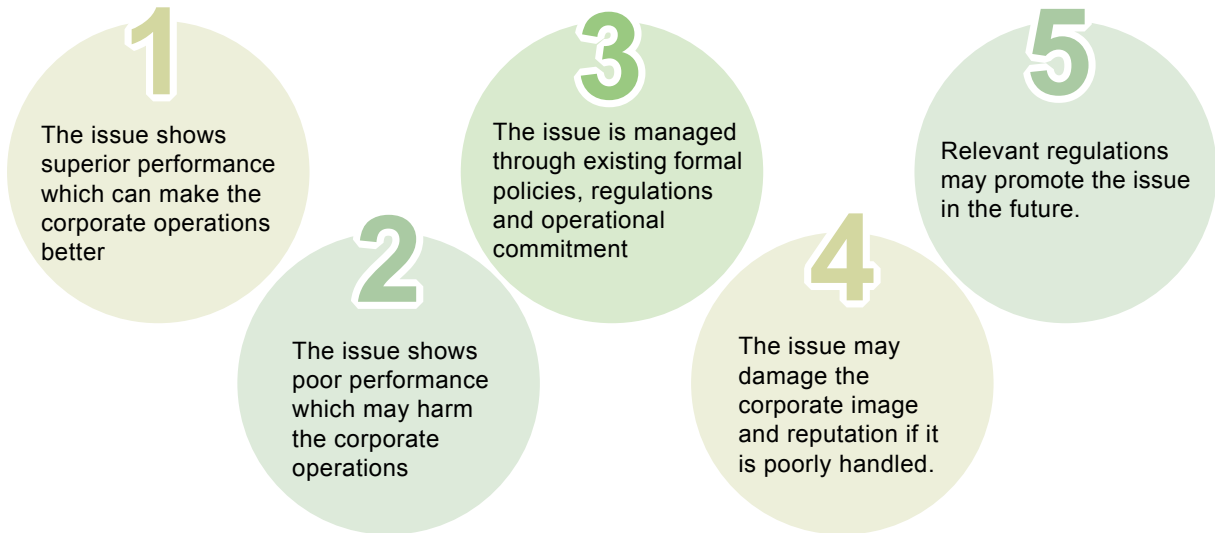 1
The issue shows
superior performance
which can make the
corporate operations
better
2
The issue shows
poor performance
which may harm
the corporate
operations
3
The issue is managed
through existing formal
policies, regulations
and operational
commitment
4
The issue may
damage the
corporate image
and reputation if it
is poorly handled.
5
Relevant regulations
may promote the issue
in the future.